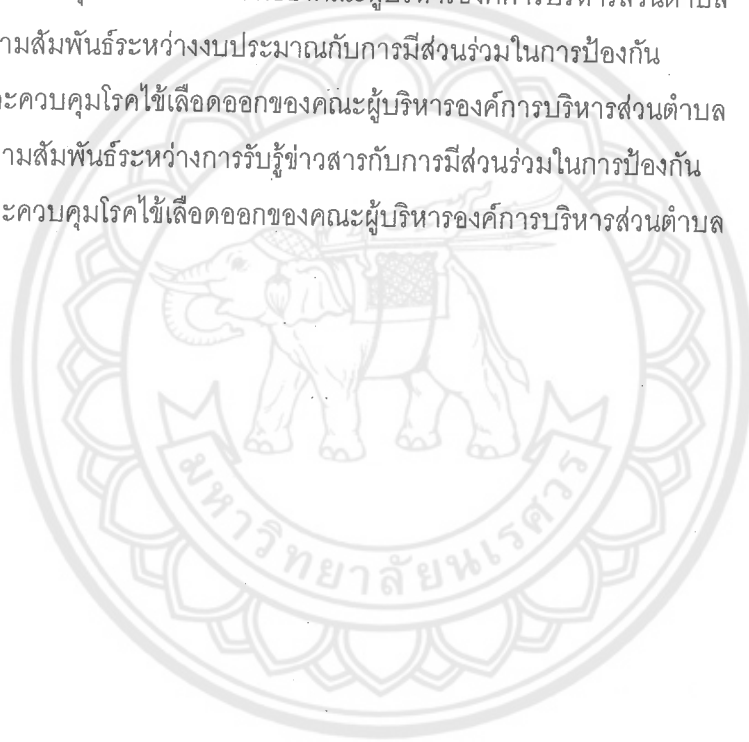 องค์การบริหารส่วนตำบล
ามสัมพันธ์ระหว่างงบประมาณกับการมีส่วนร่วมในการป้องกัน
ะควบคุมโรคไข้เลือดออกของคณะผู้บริหารองค์การบริหารส่วนตำบล
ามสัมพันธ์ระหว่างการรับรู้ข่าวสารกับการมีส่วนร่วมในการป้องกัน
ะควบคุมโรคไข้เลือดออกของคณะผู้บริหารองค์การบริหารส่วนตำบล
มหาวิทยาลัยนเรศวร